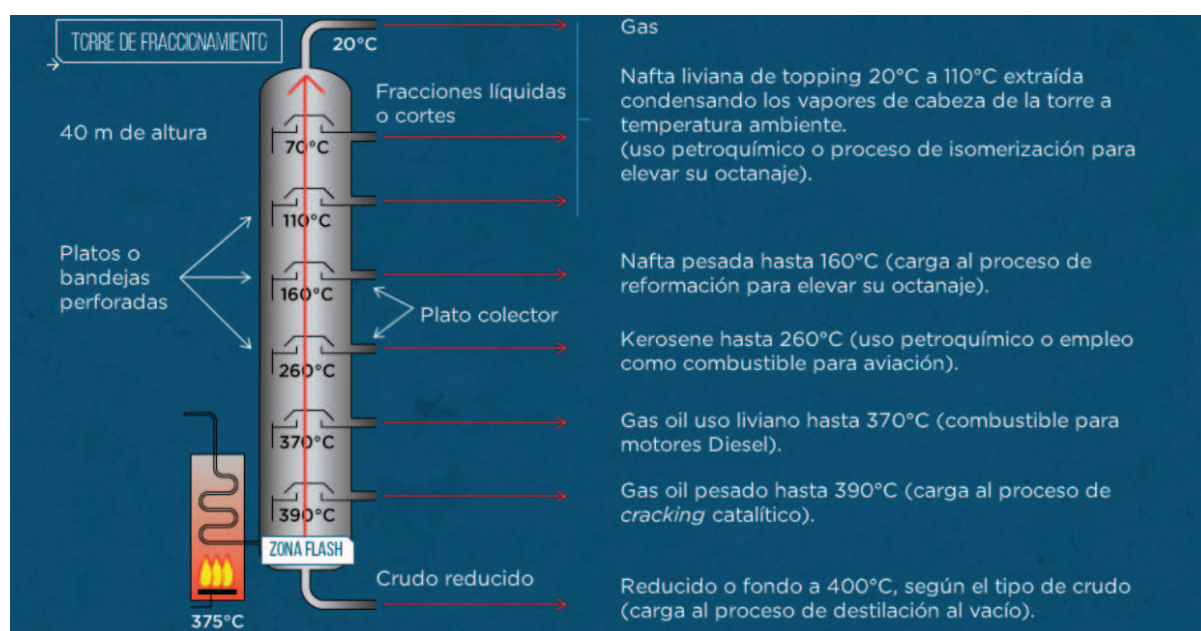 TORRE DE FRACCIONAMIENTO
40 m de altura
Platos o
bandejas
perforadas
20°C
70°C
110°C
160°C
260°C
370°C
390°C
ZONA FLASH
375°C
Fracciones líquidas
o cortes
Plato colector
Crudo reducido
Gas
Nafta liviana de topping 20°C a 110°C extraída
condensando los vapores de cabeza de la torre a
temperatura ambiente.
(uso petroquímico o proceso de isomerización para
elevar su octanaje).
Nafta pesada hasta 160°C (carga al proceso de
reformación para elevar su octanaje).
Kerosene hasta 260°C (uso petroquímico o empleo
como combustible para aviación).
Gas oil uso liviano hasta 370°C (combustible para
motores Diesel).
Gas oil pesado hasta 390°C (carga al proceso de
cracking catalítico).
Reducido o fondo a 400°C, según el tipo de crudo
(carga al proceso de destilación al vacío).